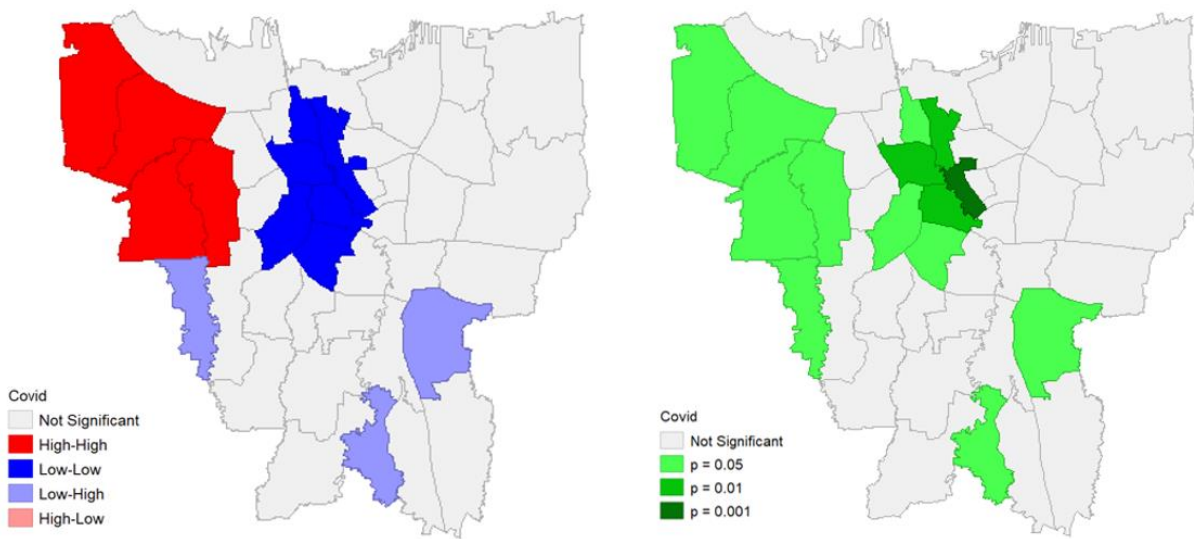 Covid
Not Significant
High-High
Low-Low
Low-High
High-Low
Covid
Not Significant
p = 0.05
p = 0.01
p = 0.001